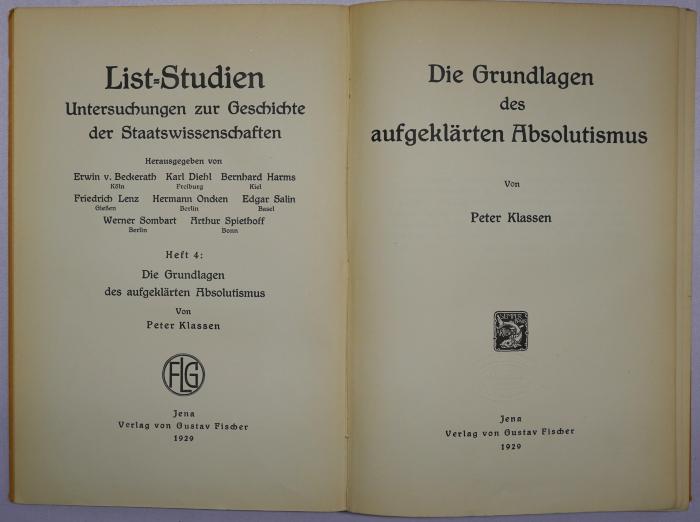 List=Studien
Untersuchungen zur Geschichte
der Staatswissenschaften
Herausgegeben von
Erwin v. Beckerath Karl Diehl Bernhard Harms
Köln Freiburg Kiel
Friedrich Lenz Hermann Oncken Edgar Salin
Gießen Berlin Basel
Werner Sombart Arthur Spiethoff
Berlin Bonn
Heft 4:
Die Grundlagen
des aufgeklärten Absolutismus
Von
Peter Klassen
FLG
Jena
Verlag von Gustav Fischer
1929
Die Grundlagen
des
aufgeklärten Absolutismus
Von
Peter Klassen
Jena
Verlag von Gustav Fischer
1929